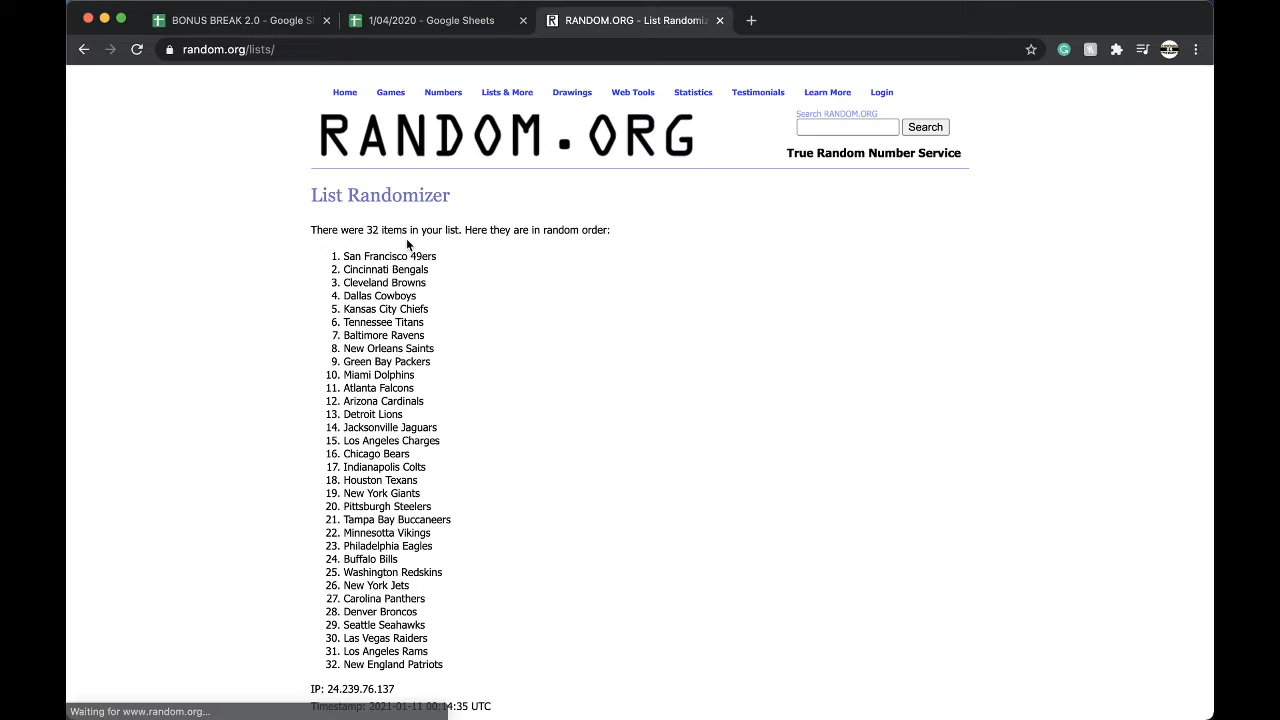 BONUS BREAK 2.0 - Google S
1/04/2020 - Google Sheets
RANDOM.ORG - List Randomiz
random.org/lists/
Home Games Numbers Lists & More Drawings Web Tools Statistics Testimonials Learn More Login
Search RANDOM.ORG
Search
RANDOM.ORG
True Random Number Service
List Randomizer
There were 32 items in your list. Here they are in random order:
1. San Francisco 49ers
2. Cincinnati Bengals
3. Cleveland Browns
4. Dallas Cowboys
5. Kansas City Chiefs
6. Tennessee Titans
7. Baltimore Ravens
8. New Orleans Saints
9. Green Bay Packers
10. Miami Dolphins
11. Atlanta Falcons
12. Arizona Cardinals
13. Detroit Lions
14. Jacksonville Jaguars
15. Los Angeles Charges
16. Chicago Bears
17. Indianapolis Colts
18. Houston Texans
19. New York Giants
20. Pittsburgh Steelers
21. Tampa Bay Buccaneers
22. Minnesotta Vikings
23. Philadelphia Eagles
24. Buffalo Bills
25. Washington Redskins
26. New York Jets
27. Carolina Panthers
28. Denver Broncos
29. Seattle Seahawks
30. Las Vegas Raiders
31. Los Angeles Rams
32. New England Patriots
IP: 24.239.76.137
Timestamp: 2021-01-11 00:14:35 UTC
Waiting for www.random.org...